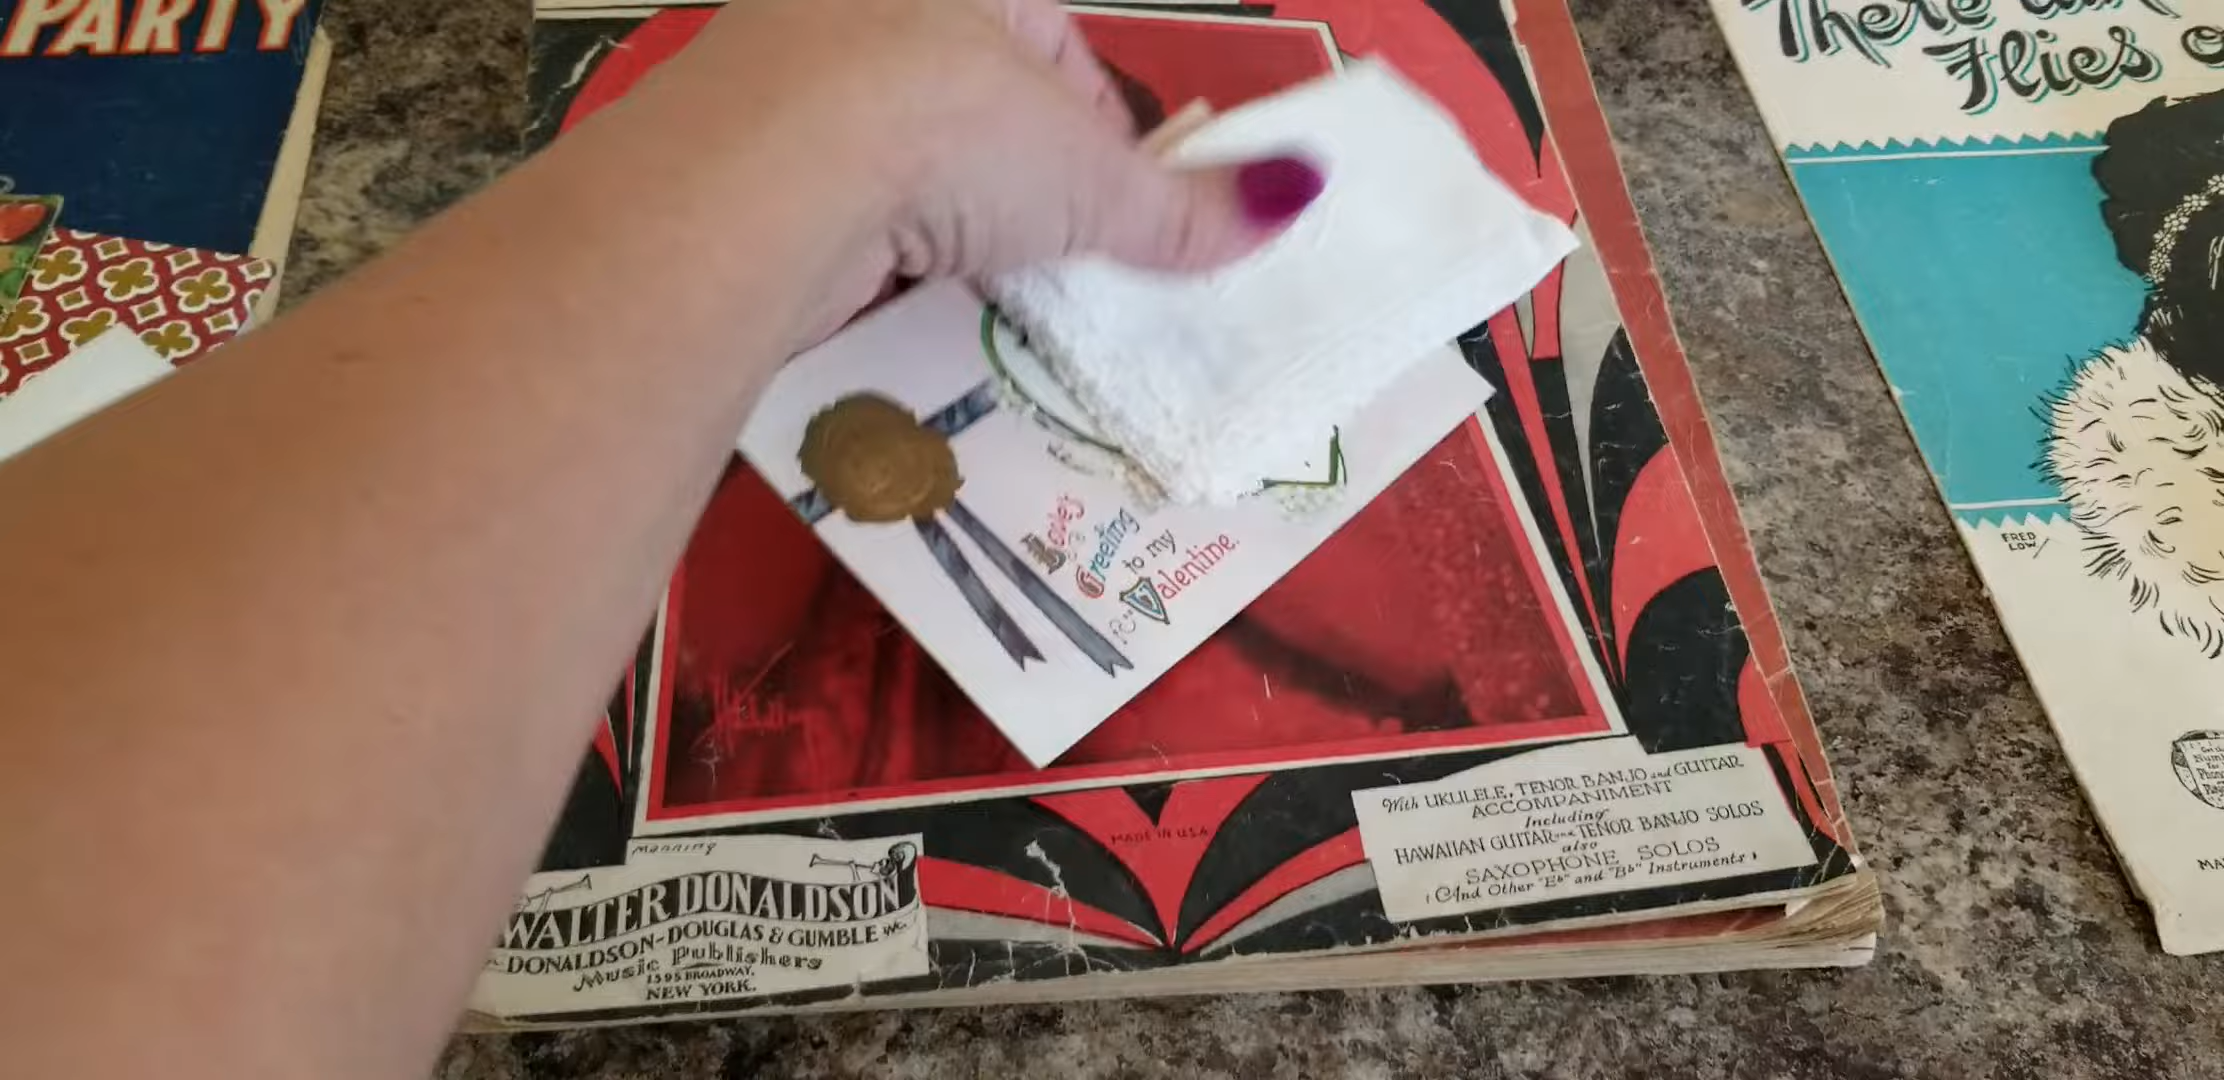 PARTY
There
Flies
Love's
Greeting
to my
Valentine.
FRED
LOW
With UKULELE, TENOR BANJO and GUITAR
ACCOMPANIMENT
Including
HAWAIIAN GUITAR and TENOR BANJO SOLOS
also
SAXOPHONE SOLOS
(And Other "Eb" and "Bb" Instruments)
MADE IN U.S.A.
Manning
WALTER DONALDSON
DONALDSON-DOUGLAS & GUMBLE INC.
Music Publishers
1595 BROADWAY.
NEW YORK.